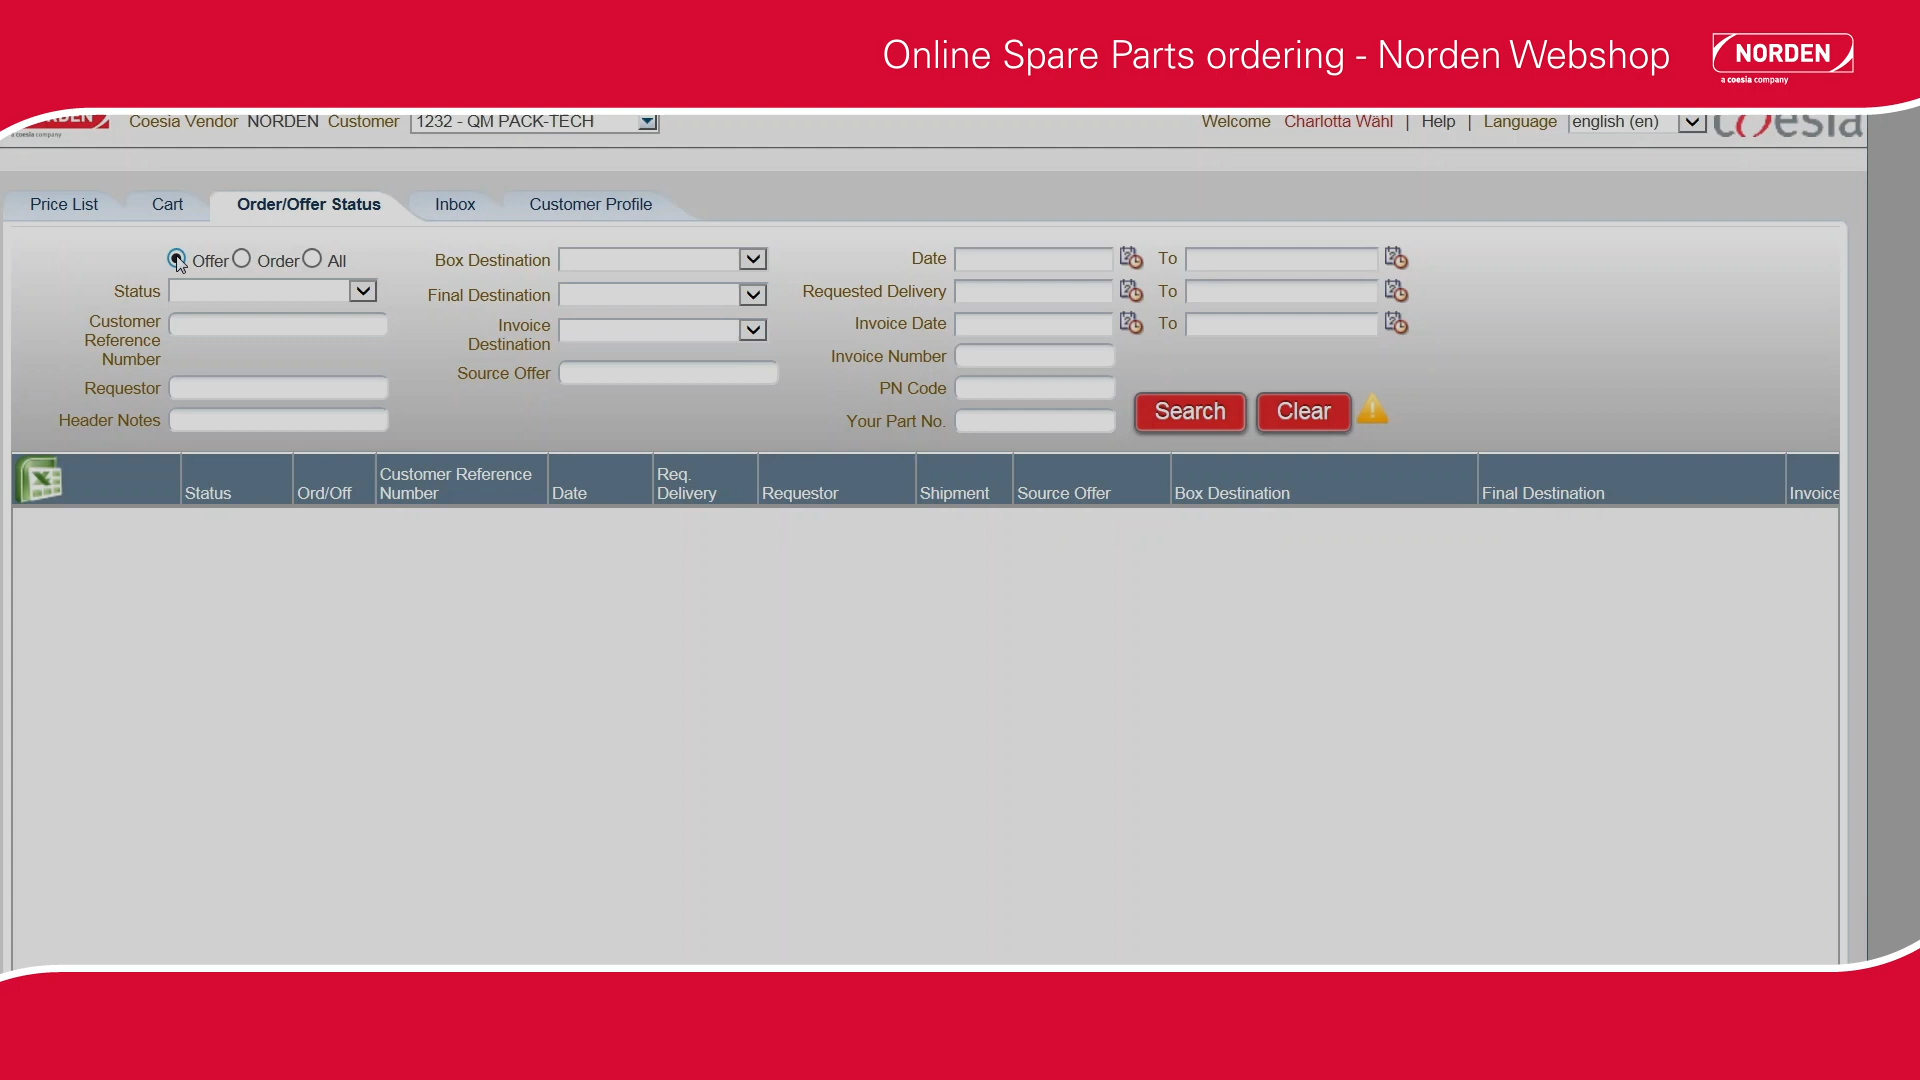 Online Spare Parts ordering - Norden Webshop
NORDEN
a coesia company
a coesia company
Coesia Vendor NORDEN Customer 1232 - QM PACK-TECH
Welcome Charlotta Wahl | Help | Language english (en)
coesia
Price List
Cart
Order/Offer Status
Inbox
Customer Profile
Offer Order All
Status
Customer
Reference
Number
Requestor
Header Notes
Box Destination
Final Destination
Invoice
Destination
Source Offer
Date To
Requested Delivery To
Invoice Date To
Invoice Number
PN Code
Your Part No.
Search
Clear
Status
Ord/Off
Customer Reference
Number
Date
Req.
Delivery
Requestor
Shipment
Source Offer
Box Destination
Final Destination
Invoice